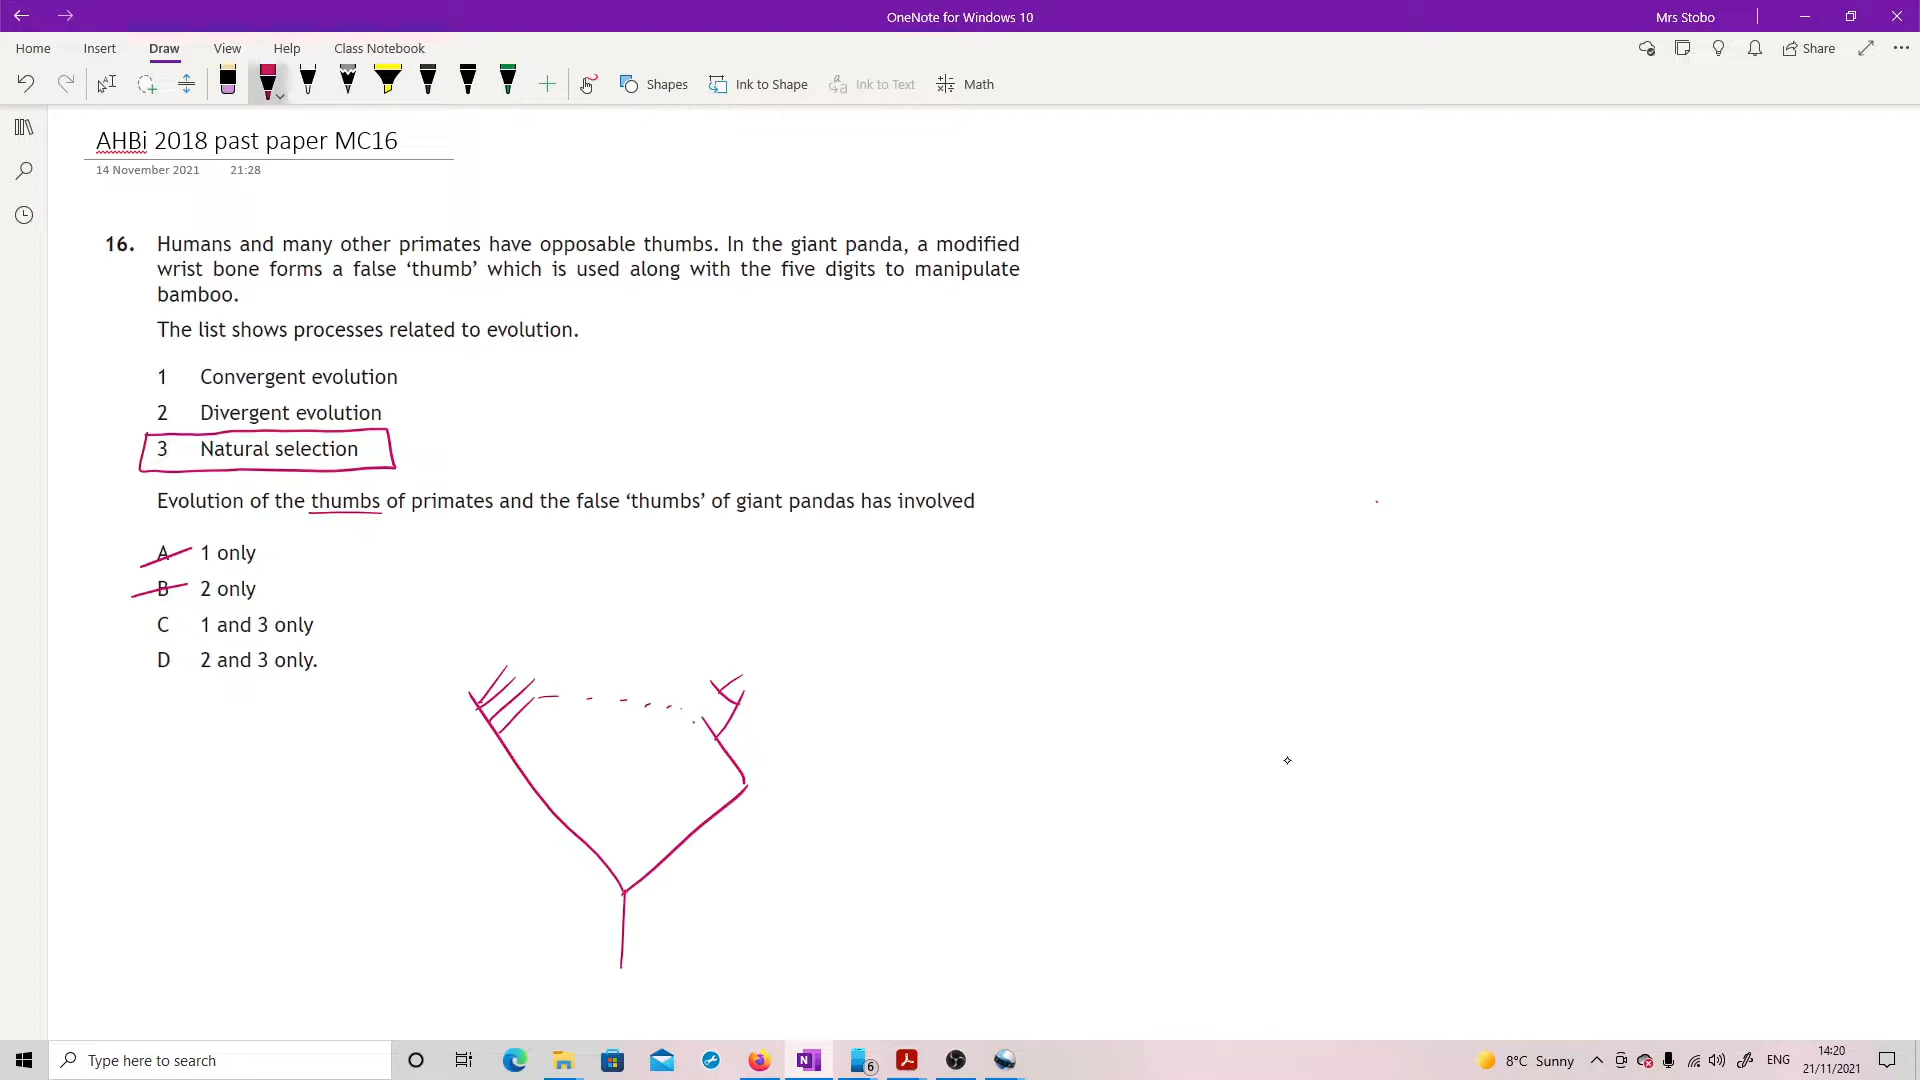 OneNote for Windows 10
Mrs Stobo
Home Insert Draw View Help Class Notebook
Share
Shapes Ink to Shape Ink to Text Math
AHBi 2018 past paper MC16
14 November 2021 21:28
16. Humans and many other primates have opposable thumbs. In the giant panda, a modified
wrist bone forms a false ‘thumb’ which is used along with the five digits to manipulate
bamboo.
The list shows processes related to evolution.
1 Convergent evolution
2 Divergent evolution
3 Natural selection
Evolution of the thumbs of primates and the false ‘thumbs’ of giant pandas has involved
A 1 only
B 2 only
C 1 and 3 only
D 2 and 3 only.
Type here to search
6
8°C Sunny
ENG
14:20
21/11/2021